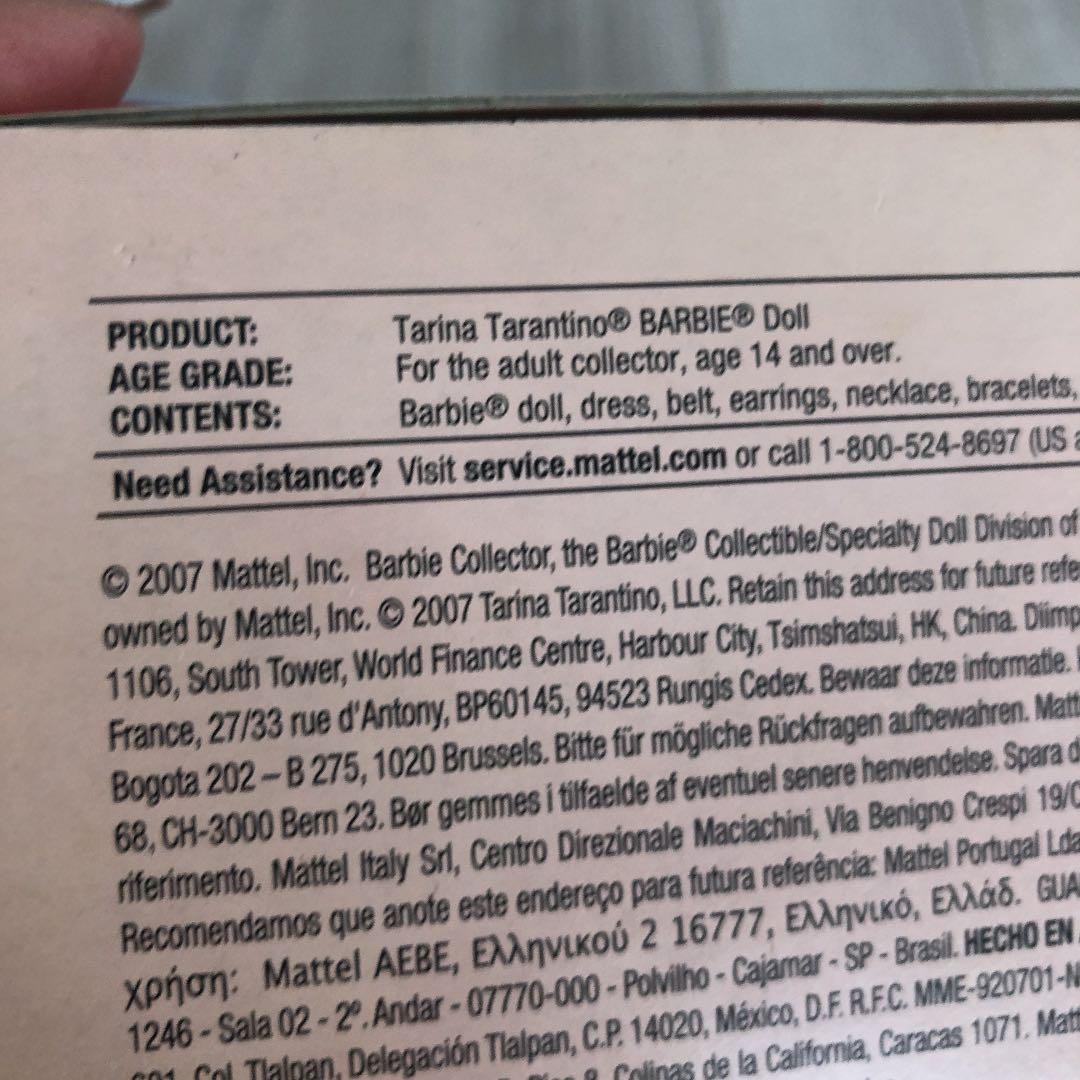 PRODUCT: Tarina Tarantino® BARBIE® Doll
AGE GRADE: For the adult collector, age 14 and over.
CONTENTS: Barbie® doll, dress, belt, earrings, necklace, bracelets,
Need Assistance? Visit service.mattel.com or call 1-800-524-8697 (US
© 2007 Mattel, Inc. Barbie Collector, the Barbie® Collectible/Specialty Doll Division of
owned by Mattel, Inc. © 2007 Tarina Tarantino, LLC. Retain this address for future refe
1106, South Tower, World Finance Centre, Harbour City, Tsimshatsui, HK, China. Diimp
France, 27/33 rue d'Antony, BP60145, 94523 Rungis Cedex. Bewaar deze informatie.
Bogota 202 – B 275, 1020 Brussels. Bitte für mögliche Rückfragen aufbewahren. Matt
68, CH-3000 Bern 23. Bør gemmes i tilfaelde af eventuel senere henvendelse. Spara d
riferimento. Mattel Italy Srl, Centro Direzionale Maciachini, Via Benigno Crespi 19/
Recomendamos que anote este endereço para futura referência: Mattel Portugal Lda
χρήση: Mattel AEBE, Ελληνικού 2 16777, Ελληνικό, Ελλάδ. GUA
1246 - Sala 02 - 2º. Andar - 07770-000 - Polvilho - Cajamar - SP - Brasil. HECHO EN
Col. Tlalpan, Delegación Tlalpan, C.P. 14020, México, D.F. R.F.C. MME-920701-N
8, Colinas de la California, Caracas 1071. Matt